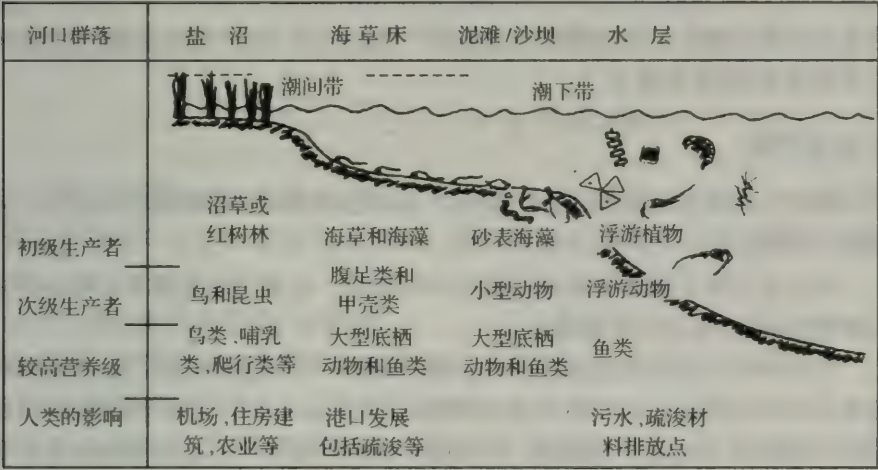 河口群落 盐 沼 海草床 泥滩/沙坝 水 层
潮间带 潮下带
沼草或
初级生产者 红树林 海草和海藻 砂表海藻 浮游植物
腹足类和
次级生产者 鸟和昆虫 甲壳类 小型动物 浮游动物
鸟类,哺乳 大型底栖 大型底栖
较高营养级 类,爬行类等 动物和鱼类 动物和鱼类 鱼类
人类的影响 机场,住房建 港口发展 污水,疏浚材
筑,农业等 包括疏浚等 料排放点